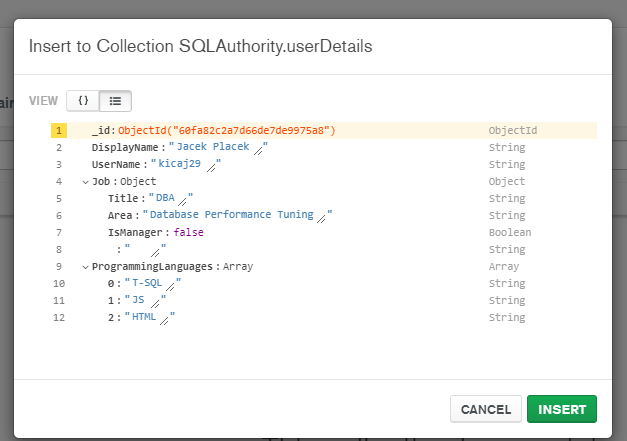 Insert to Collection SQLAuthority.userDetails
VIEW {}
1 _id:ObjectId("60fa82c2a7d66de7de9975a8") ObjectId
2 DisplayName:"Jacek Placek" String
3 UserName:"kicaj29" String
4 Job:Object Object
5 Title:"DBA" String
6 Area:"Database Performance Tuning" String
7 IsManager:false Boolean
8 :"" String
9 ProgrammingLanguages:Array Array
10 0:"T-SQL" String
11 1:"JS" String
12 2:"HTML" String
CANCEL INSERT